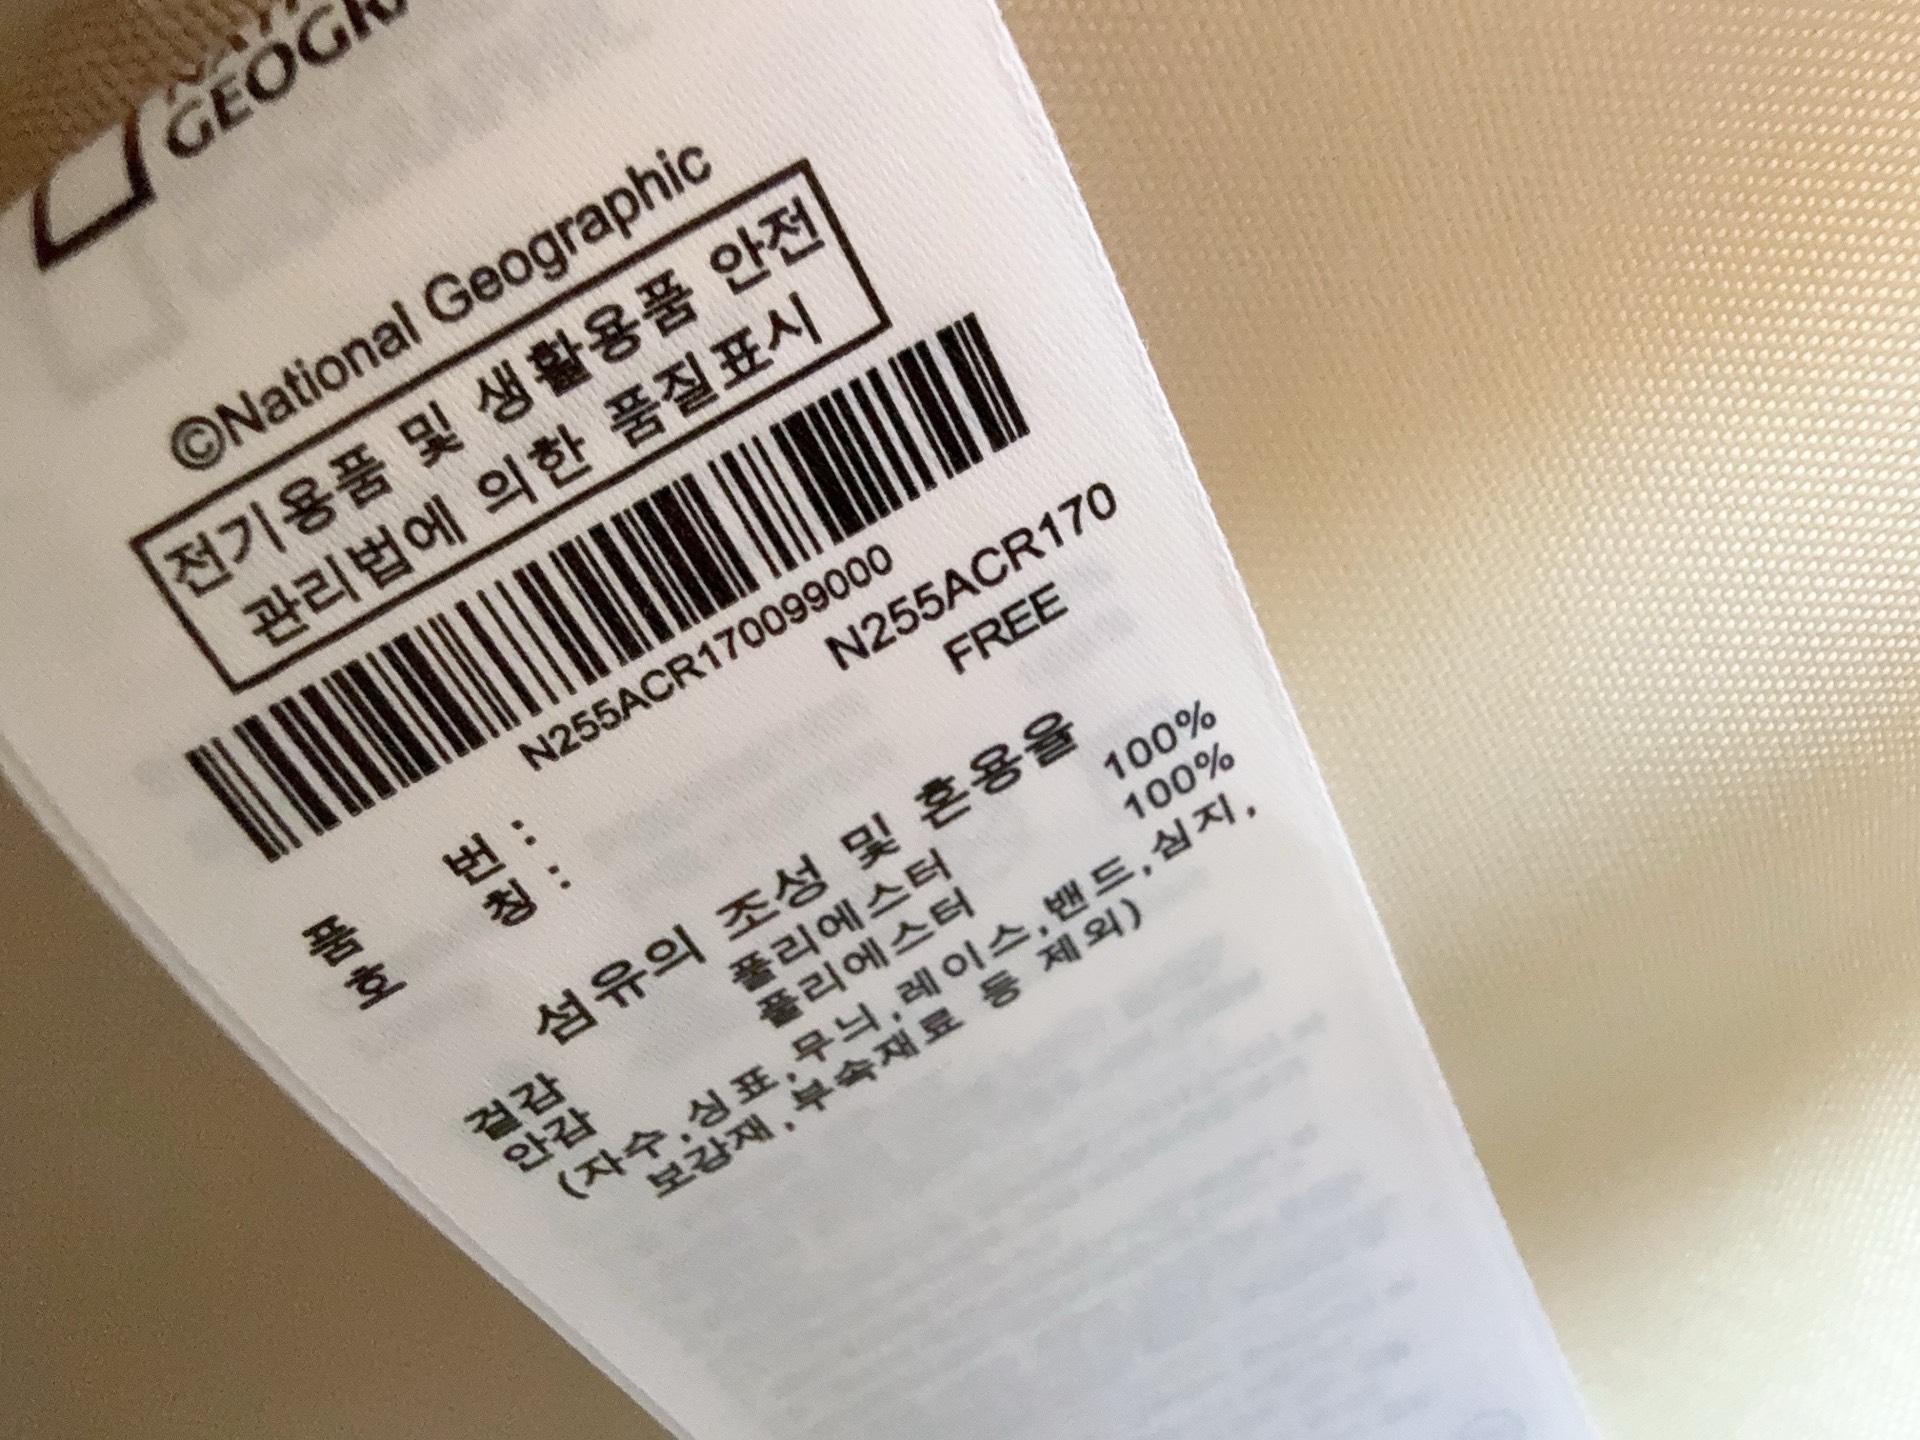 GEOGR
©National Geographic
전기용품 및 생활용품 안전
관리법에 의한 품질표시
N255ACR170099000
품 번 : N255ACR170
호 칭 : FREE
섬유의 조성 및 혼용율
겉감 폴리에스터 100%
안감 폴리에스터 100%
(자수,싱표,무늬,레이스,밴드,심지,
보강재,부속재료 등 제외)